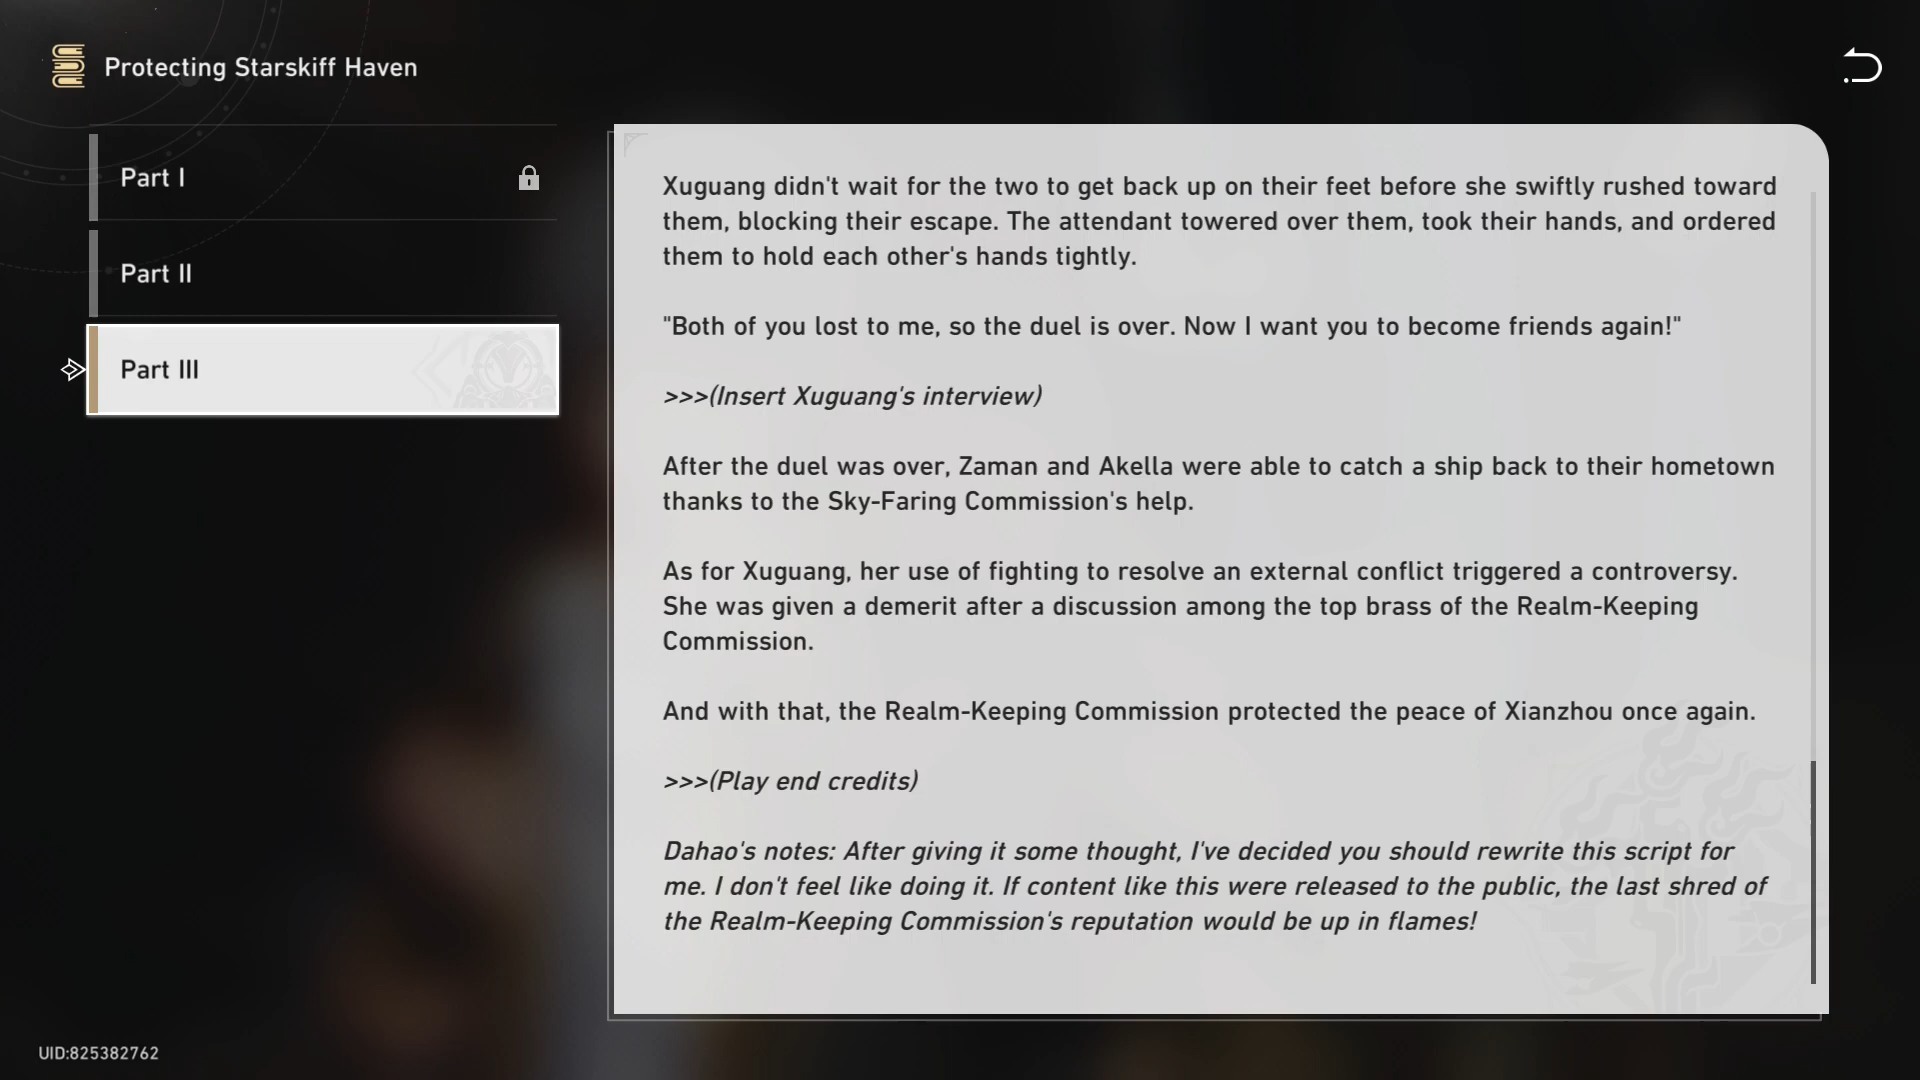 Protecting Starskiff Haven
Part I
Part II
Part III
Xuguang didn't wait for the two to get back up on their feet before she swiftly rushed toward
them, blocking their escape. The attendant towered over them, took their hands, and ordered
them to hold each other's hands tightly.
"Both of you lost to me, so the duel is over. Now I want you to become friends again!"
>>>(Insert Xuguang's interview)
After the duel was over, Zaman and Akella were able to catch a ship back to their hometown
thanks to the Sky-Faring Commission's help.
As for Xuguang, her use of fighting to resolve an external conflict triggered a controversy.
She was given a demerit after a discussion among the top brass of the Realm-Keeping
Commission.
And with that, the Realm-Keeping Commission protected the peace of Xianzhou once again.
>>>(Play end credits)
Dahao's notes: After giving it some thought, I've decided you should rewrite this script for
me. I don't feel like doing it. If content like this were released to the public, the last shred of
the Realm-Keeping Commission's reputation would be up in flames!
UID:825382762